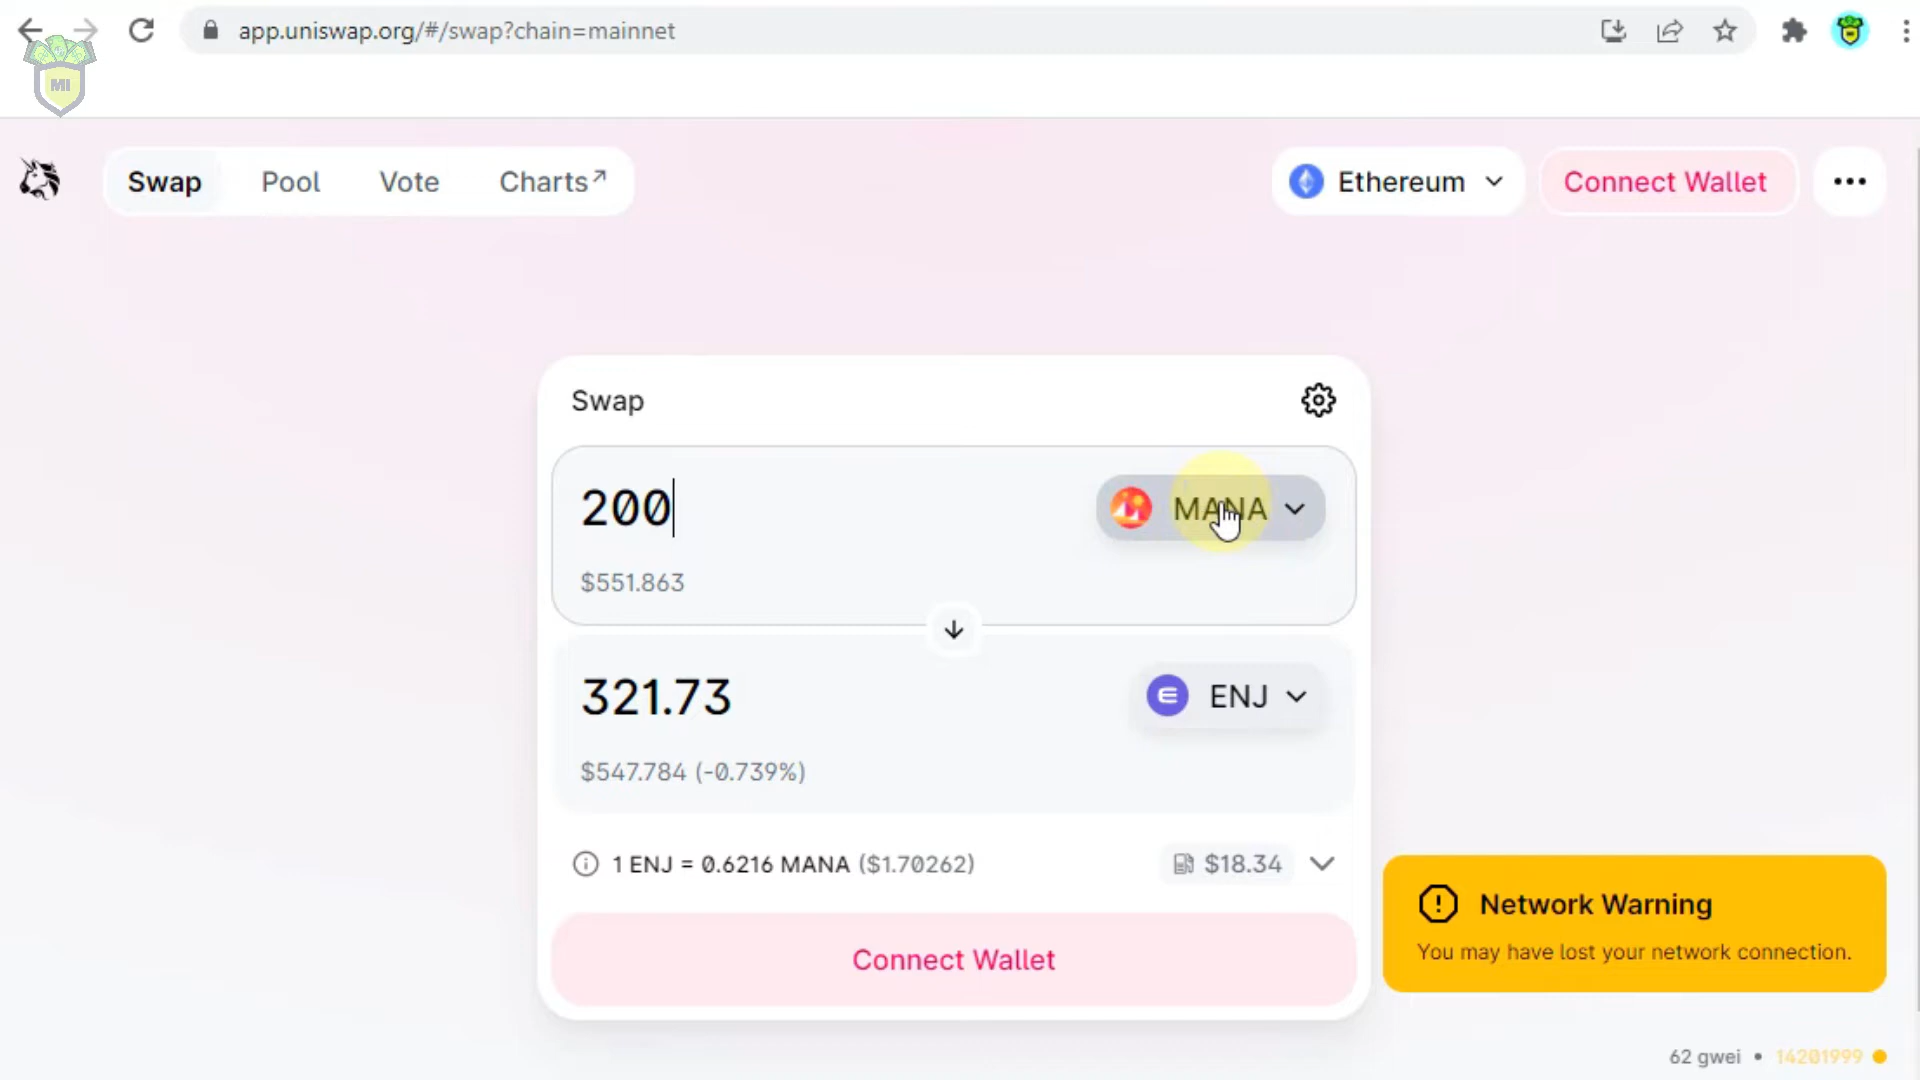 app.uniswap.org/#/swap?chain=mainnet
MI
Swap Pool Vote Charts↗ Ethereum Connect Wallet
Swap
200 MANA
$551.863
321.73 ENJ
$547.784 (-0.739%)
1 ENJ = 0.6216 MANA ($1.70262) $18.34
Connect Wallet
Network Warning
You may have lost your network connection.
62 gwei • 14201999